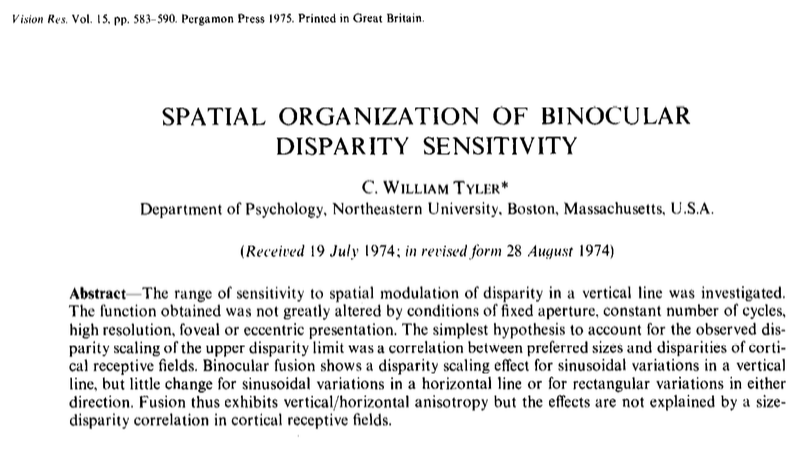 Vision Res. Vol. 15, pp. 583–590. Pergamon Press 1975. Printed in Great Britain.
SPATIAL ORGANIZATION OF BINOCULAR
DISPARITY SENSITIVITY
C. WILLIAM TYLER*
Department of Psychology, Northeastern University, Boston, Massachusetts, U.S.A.
(Received 19 July 1974; in revised form 28 August 1974)
Abstract—The range of sensitivity to spatial modulation of disparity in a vertical line was investigated.
The function obtained was not greatly altered by conditions of fixed aperture, constant number of cycles,
high resolution, foveal or eccentric presentation. The simplest hypothesis to account for the observed dis-
parity scaling of the upper disparity limit was a correlation between preferred sizes and disparities of corti-
cal receptive fields. Binocular fusion shows a disparity scaling effect for sinusoidal variations in a vertical
line, but little change for sinusoidal variations in a horizontal line or for rectangular variations in either
direction. Fusion thus exhibits vertical/horizontal anisotropy but the effects are not explained by a size-
disparity correlation in cortical receptive fields.